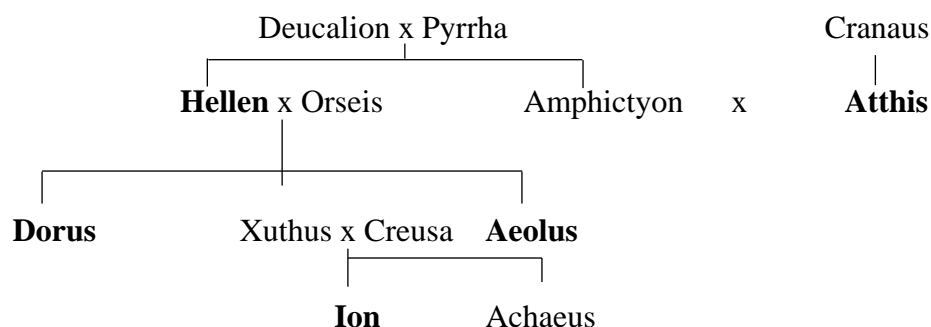 Deucalion x Pyrrha Cranaus
Hellen x Orseis Amphictyon x Atthis
Dorus Xuthus x Creusa Aeolus
Ion Achaeus